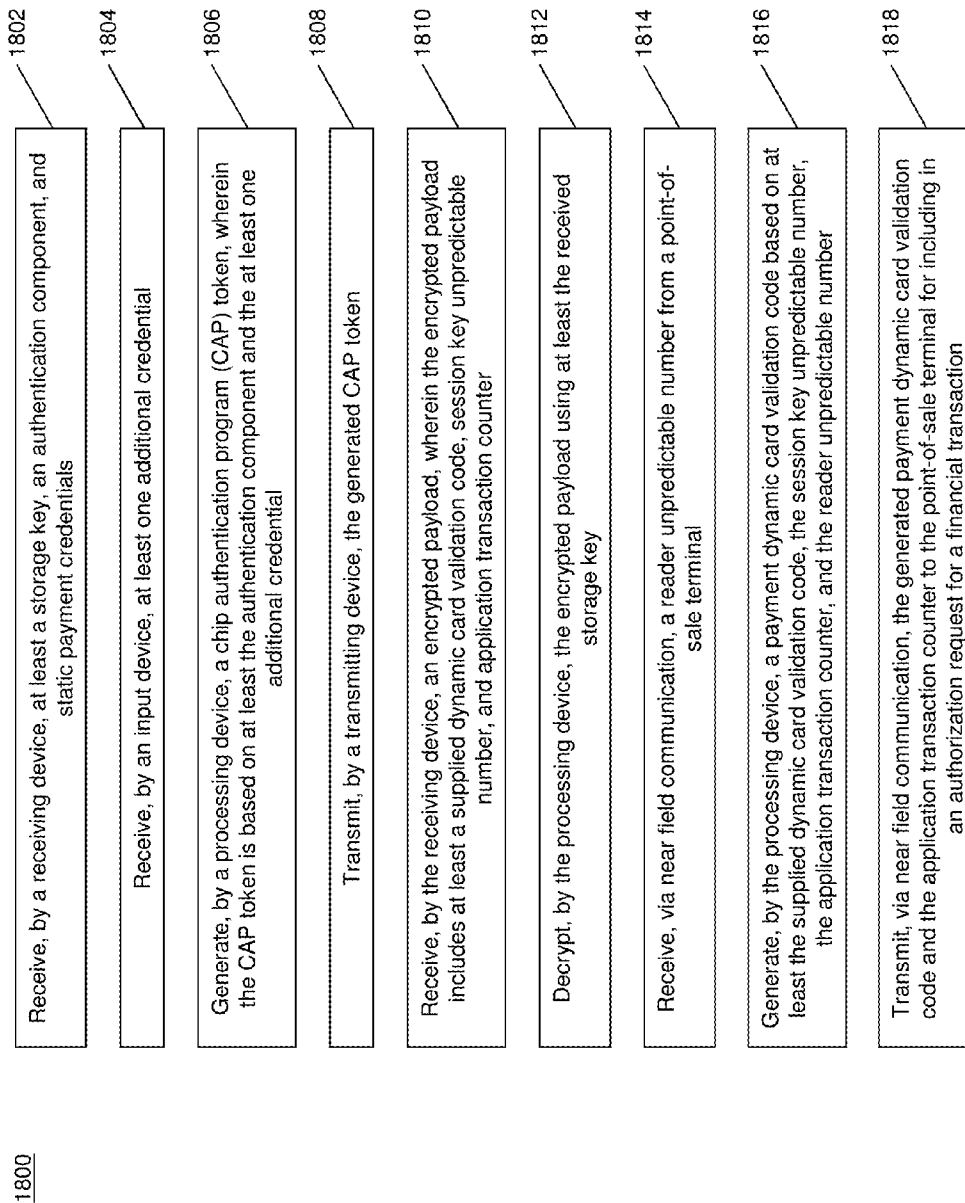 1800
1802
Receive, by a receiving device, at least a storage key, an authentication component, and
static payment credentials
1804
Receive, by an input device, at least one additional credential
1806
Generate, by a processing device, a chip authentication program (CAP) token, wherein
the CAP token is based on at least the authentication component and the at least one
additional credential
1808
Transmit, by a transmitting device, the generated CAP token
1810
Receive, by the receiving device, an encrypted payload, wherein the encrypted payload
includes at least a supplied dynamic card validation code, session key unpredictable
number, and application transaction counter
1812
Decrypt, by the processing device, the encrypted payload using at least the received
storage key
1814
Receive, via near field communication, a reader unpredictable number from a point-of-
sale terminal
1816
Generate, by the processing device, a payment dynamic card validation code based on at
least the supplied dynamic card validation code, the session key unpredictable number,
the application transaction counter, and the reader unpredictable number
1818
Transmit, via near field communication, the generated payment dynamic card validation
code and the application transaction counter to the point-of-sale terminal for including in
an authorization request for a financial transaction